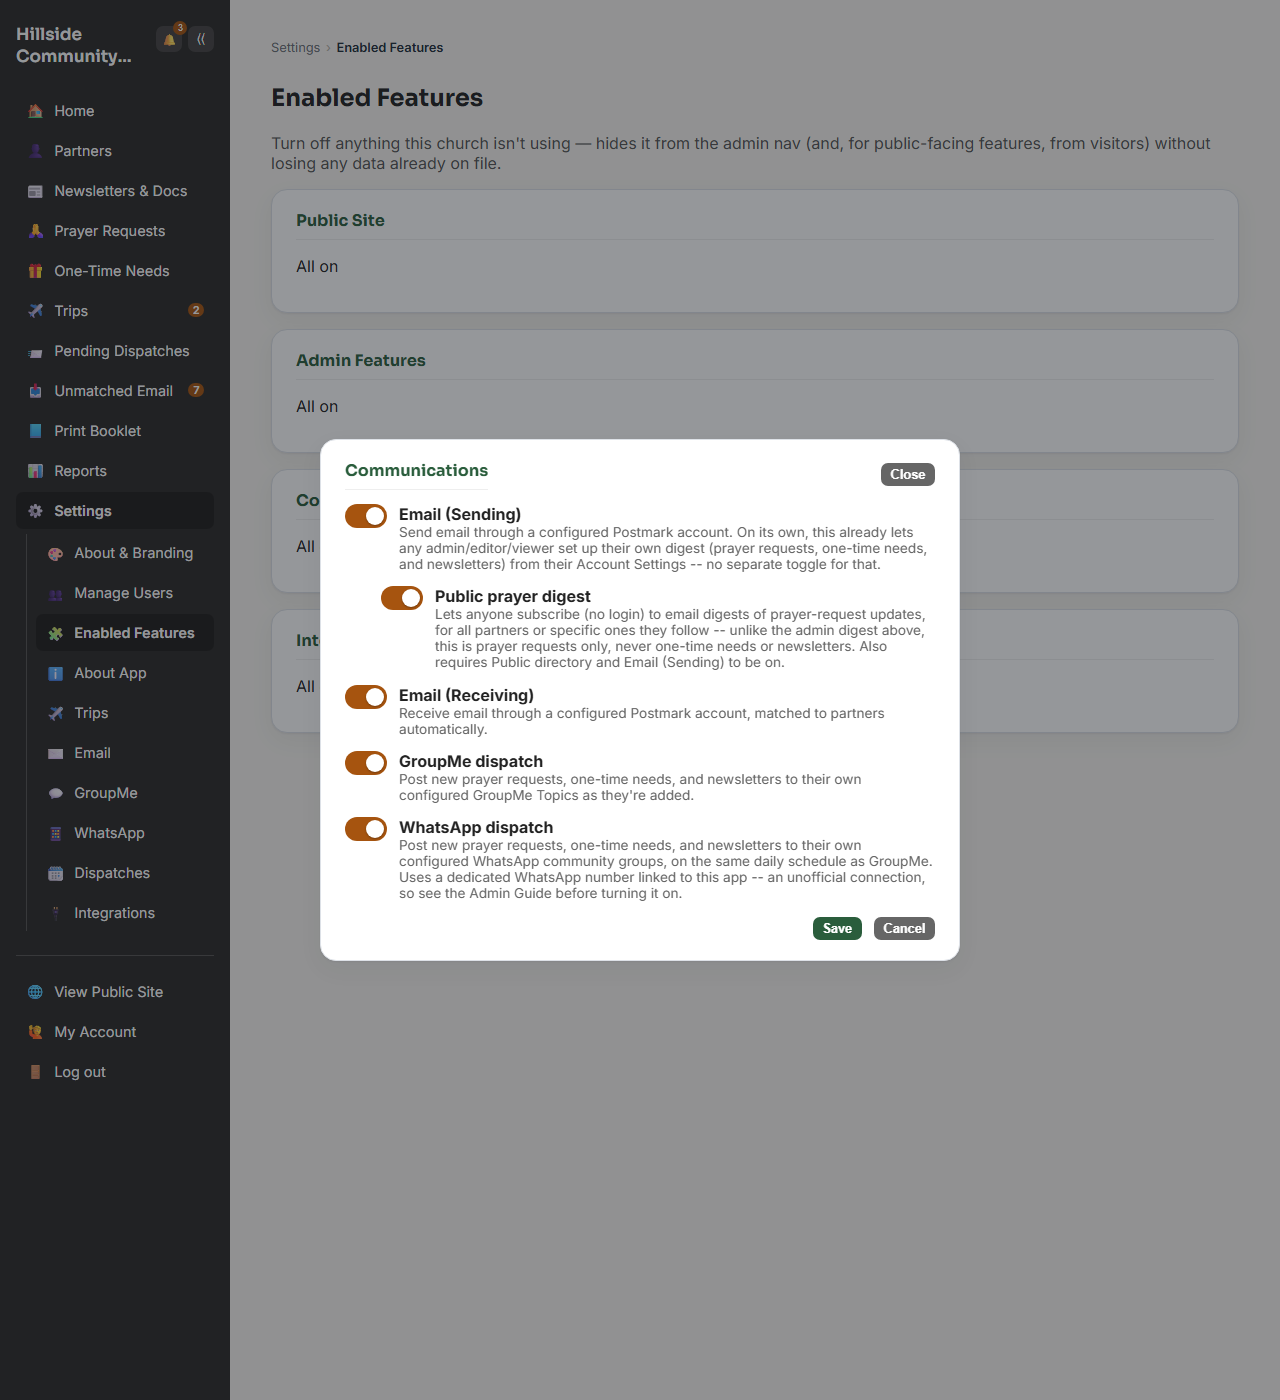 Hillside
Community...
3
⟨⟨
Home
Partners
Newsletters & Docs
Prayer Requests
One-Time Needs
Trips
2
Pending Dispatches
Unmatched Email
7
Print Booklet
Reports
Settings
About & Branding
Manage Users
Enabled Features
About App
Trips
Email
GroupMe
WhatsApp
Dispatches
Integrations
View Public Site
My Account
Log out
Settings › Enabled Features
Enabled Features
Turn off anything this church isn't using — hides it from the admin nav (and, for public-facing features, from visitors) without
losing any data already on file.
Public Site
All on
Admin Features
All on
Co
All
Int
All
Communications
Close
Email (Sending)
Send email through a configured Postmark account. On its own, this already lets
any admin/editor/viewer set up their own digest (prayer requests, one-time needs,
and newsletters) from their Account Settings -- no separate toggle for that.
Public prayer digest
Lets anyone subscribe (no login) to email digests of prayer-request updates,
for all partners or specific ones they follow -- unlike the admin digest above,
this is prayer requests only, never one-time needs or newsletters. Also
requires Public directory and Email (Sending) to be on.
Email (Receiving)
Receive email through a configured Postmark account, matched to partners
automatically.
GroupMe dispatch
Post new prayer requests, one-time needs, and newsletters to their own
configured GroupMe Topics as they're added.
WhatsApp dispatch
Post new prayer requests, one-time needs, and newsletters to their own
configured WhatsApp community groups, on the same daily schedule as GroupMe.
Uses a dedicated WhatsApp number linked to this app -- an unofficial connection,
so see the Admin Guide before turning it on.
Save
Cancel